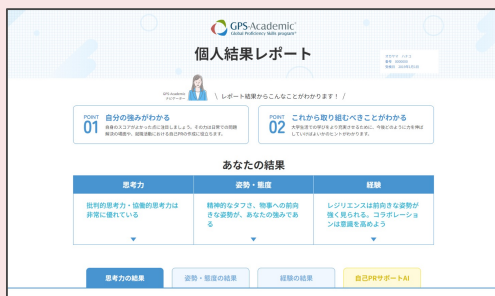 GPS-Academic
Global Proficiency Skills program
個人結果レポート
GPS-Academic
\ レポート結果からこんなことがわかります！ /
POINT
01
自分の強みがわかる
POINT
02
これから取り組むべきことがわかる
あなたの結果
思考力
姿勢・態度
経験
批判的思考力・協働的思考力は
非常に優れている
精神的なタフさ、物事への前向
きな姿勢が、あなたの強みであ
る
レジリエンスは前向きな姿勢が
強く見られる。コラボレーショ
ンは意識を高めよう
思考力の結果
姿勢・態度の結果
経験の結果
自己PRサポートAI